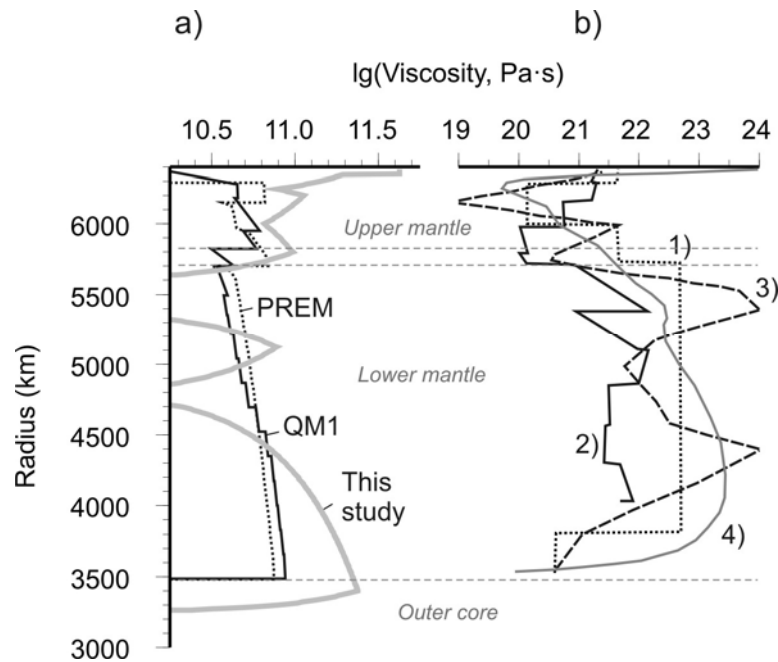 a) b)
lg(Viscosity, Pa·s)
10.5 11.0 11.5 19 20 21 22 23 24
Radius (km)
6000
5500
5000
4500
4000
3500
3000
Upper mantle
1)
3)
PREM
Lower mantle
QM1
2)
This
study
4)
Outer core